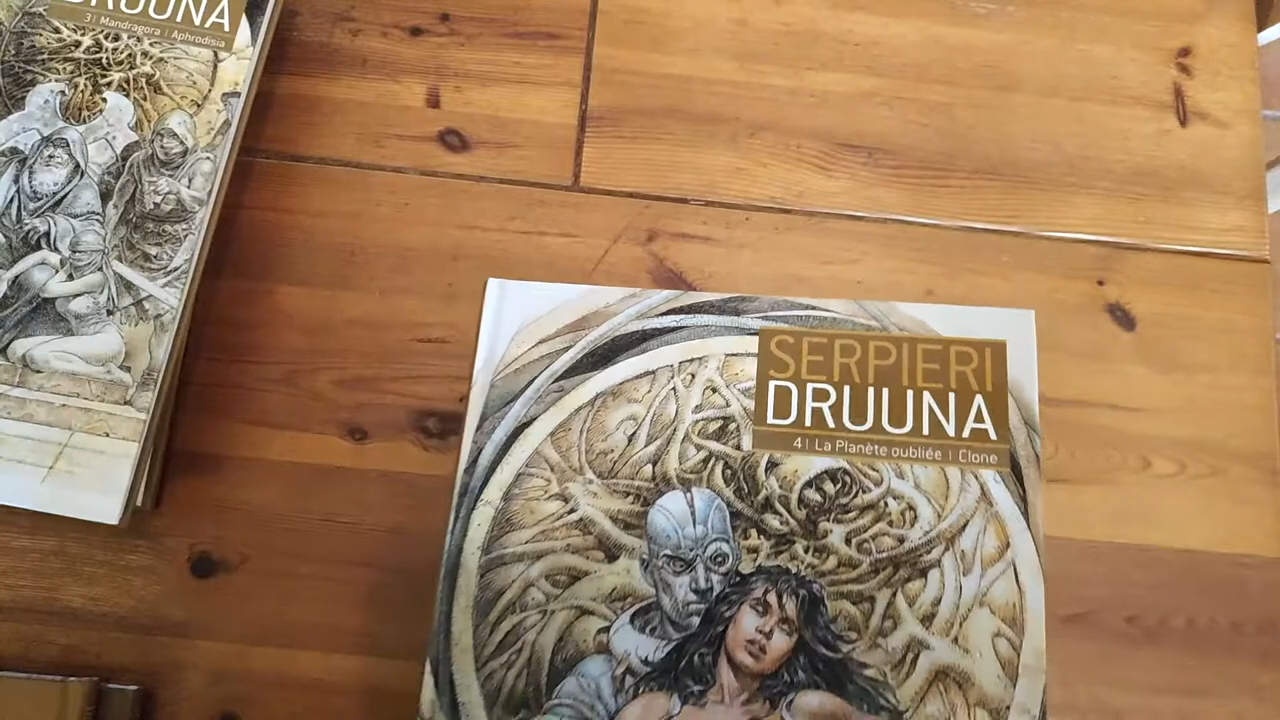 DRUUNA
3 | Mandragora | Aphrodisia
SERPIERI
DRUUNA
4 | La Planète oubliée | Clone